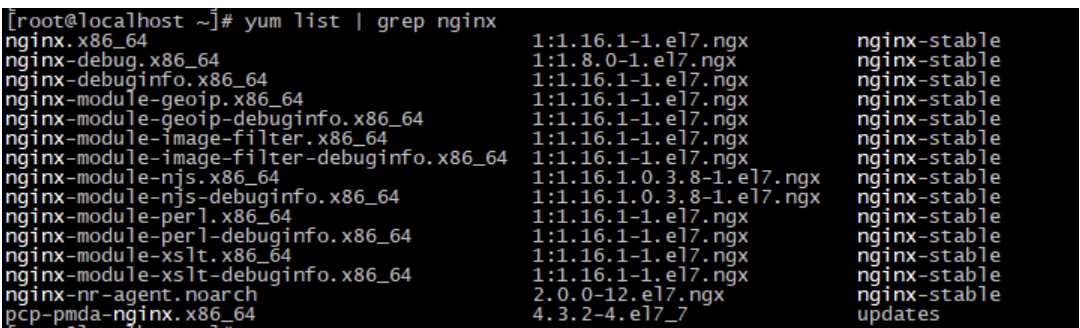 [root@localhost ~]# yum list | grep nginx
nginx.x86_64 1:1.16.1-1.el7.ngx nginx-stable
nginx-debug.x86_64 1:1.8.0-1.el7.ngx nginx-stable
nginx-debuginfo.x86_64 1:1.16.1-1.el7.ngx nginx-stable
nginx-module-geoip.x86_64 1:1.16.1-1.el7.ngx nginx-stable
nginx-module-geoip-debuginfo.x86_64 1:1.16.1-1.el7.ngx nginx-stable
nginx-module-image-filter.x86_64 1:1.16.1-1.el7.ngx nginx-stable
nginx-module-image-filter-debuginfo.x86_64 1:1.16.1-1.el7.ngx nginx-stable
nginx-module-njs.x86_64 1:1.16.1.0.3.8-1.el7.ngx nginx-stable
nginx-module-njs-debuginfo.x86_64 1:1.16.1.0.3.8-1.el7.ngx nginx-stable
nginx-module-perl.x86_64 1:1.16.1-1.el7.ngx nginx-stable
nginx-module-perl-debuginfo.x86_64 1:1.16.1-1.el7.ngx nginx-stable
nginx-module-xslt.x86_64 1:1.16.1-1.el7.ngx nginx-stable
nginx-module-xslt-debuginfo.x86_64 1:1.16.1-1.el7.ngx nginx-stable
nginx-nr-agent.noarch 2.0.0-12.el7.ngx nginx-stable
pcp-pmda-nginx.x86_64 4.3.2-4.el7_7 updates